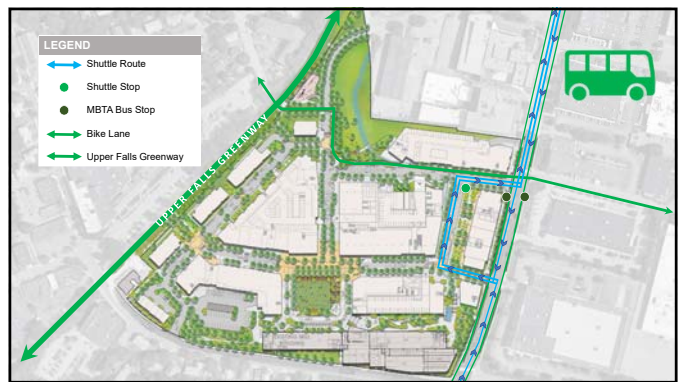 LEGEND
Shuttle Route
Shuttle Stop
MBTA Bus Stop
Bike Lane
Upper Falls Greenway
UPPER FALLS GREENWAY